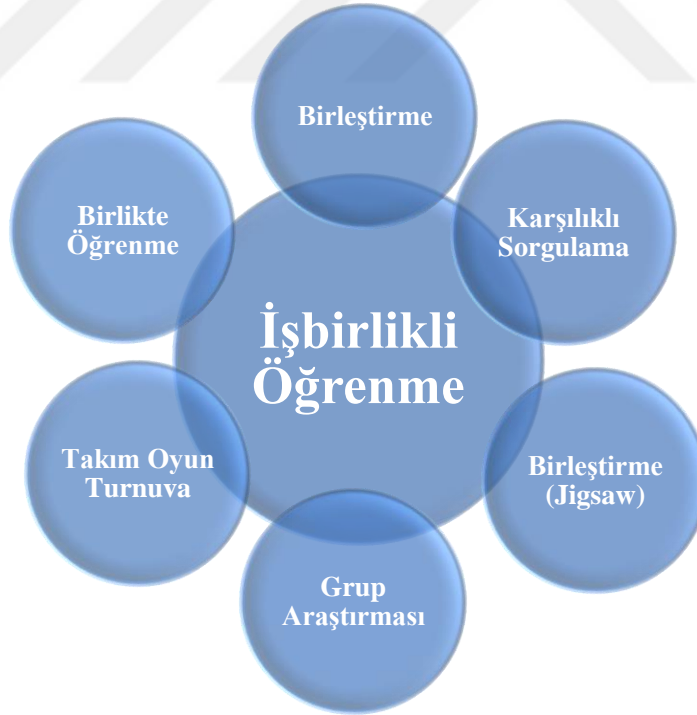 Birleştirme
Karşılıklı
Sorgulama
Birleştirme
(Jigsaw)
Grup
Araştırması
Takım Oyun
Turnuva
Birlikte
Öğrenme
İşbirlikli
Öğrenme